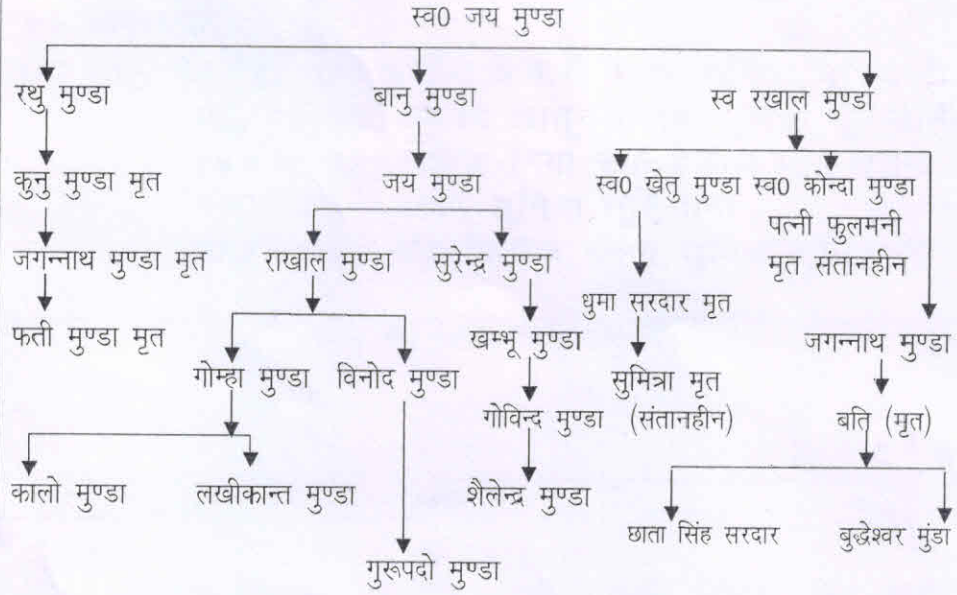 स्व0 जय मुण्डा
रथु मुण्डा बानु मुण्डा स्व रखाल मुण्डा
कुनु मुण्डा मृत जय मुण्डा स्व0 खेतु मुण्डा स्व0 कोन्दा मुण्डा
पत्नी फुलमनी
मृत संतानहीन
जगन्नाथ मुण्डा मृत राखाल मुण्डा सुरेन्द्र मुण्डा
धुमा सरदार मृत
फती मुण्डा मृत खम्भू मुण्डा जगन्नाथ मुण्डा
गोम्हा मुण्डा विनोद मुण्डा सुमित्रा मृत
गोविन्द मुण्डा (संतानहीन) बति (मृत)
कालो मुण्डा लखीकान्त मुण्डा शैलेन्द्र मुण्डा
छाता सिंह सरदार बुद्धेश्वर मुंडा
गुरूपदो मुण्डा